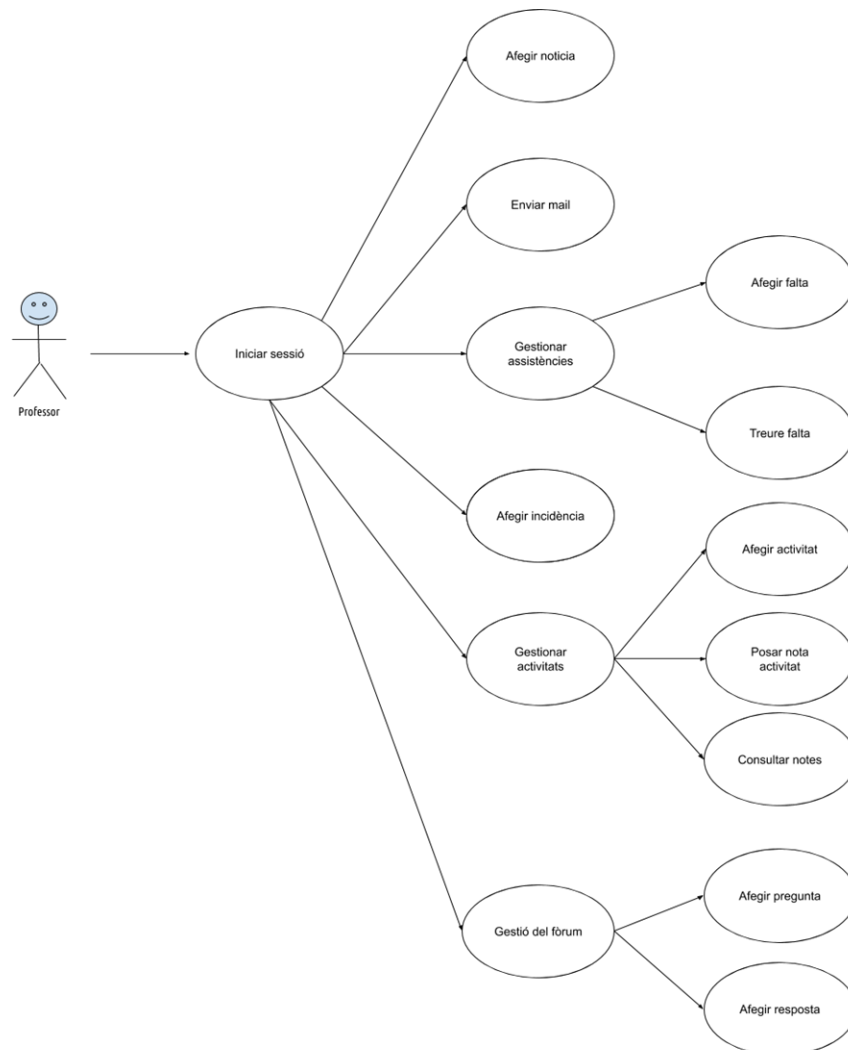 Afegir noticia
Enviar mail
Afegir falta
Iniciar sessió
Gestionar
assistències
Professor
Treure falta
Afegir incidència
Afegir activitat
Gestionar
activitats
Posar nota
activitat
Consultar notes
Afegir pregunta
Gestió del fòrum
Afegir resposta